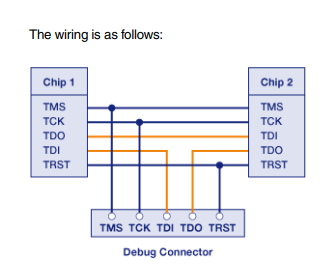 The wiring is as follows:
Chip 1
TMS
TCK
TDO
TDI
TRST
Chip 2
TMS
TCK
TDI
TDO
TRST
TMS TCK TDI TDO TRST
Debug Connector